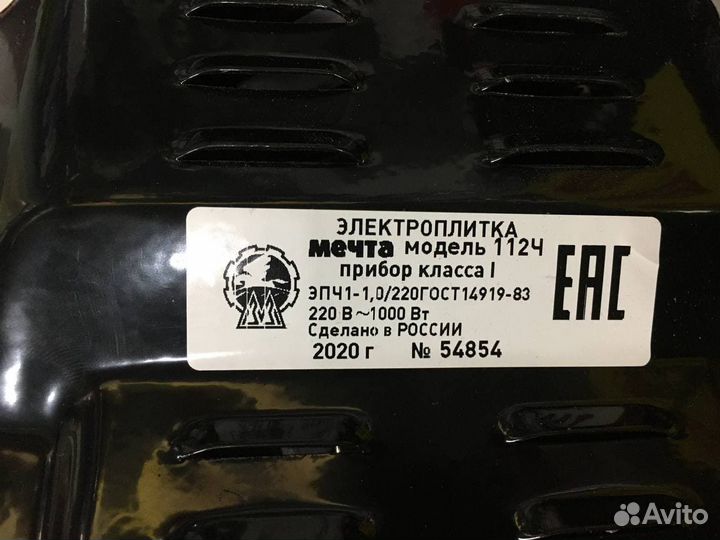 ЭЛЕКТРОПЛИТКА
мечта модель 112Ч
прибор класса I
ЭПЧ1-1,0/220ГОСТ14919-83
220 В ~1000 Вт
Сделано в РОССИИ
2020 г № 54854
EAC
Avito